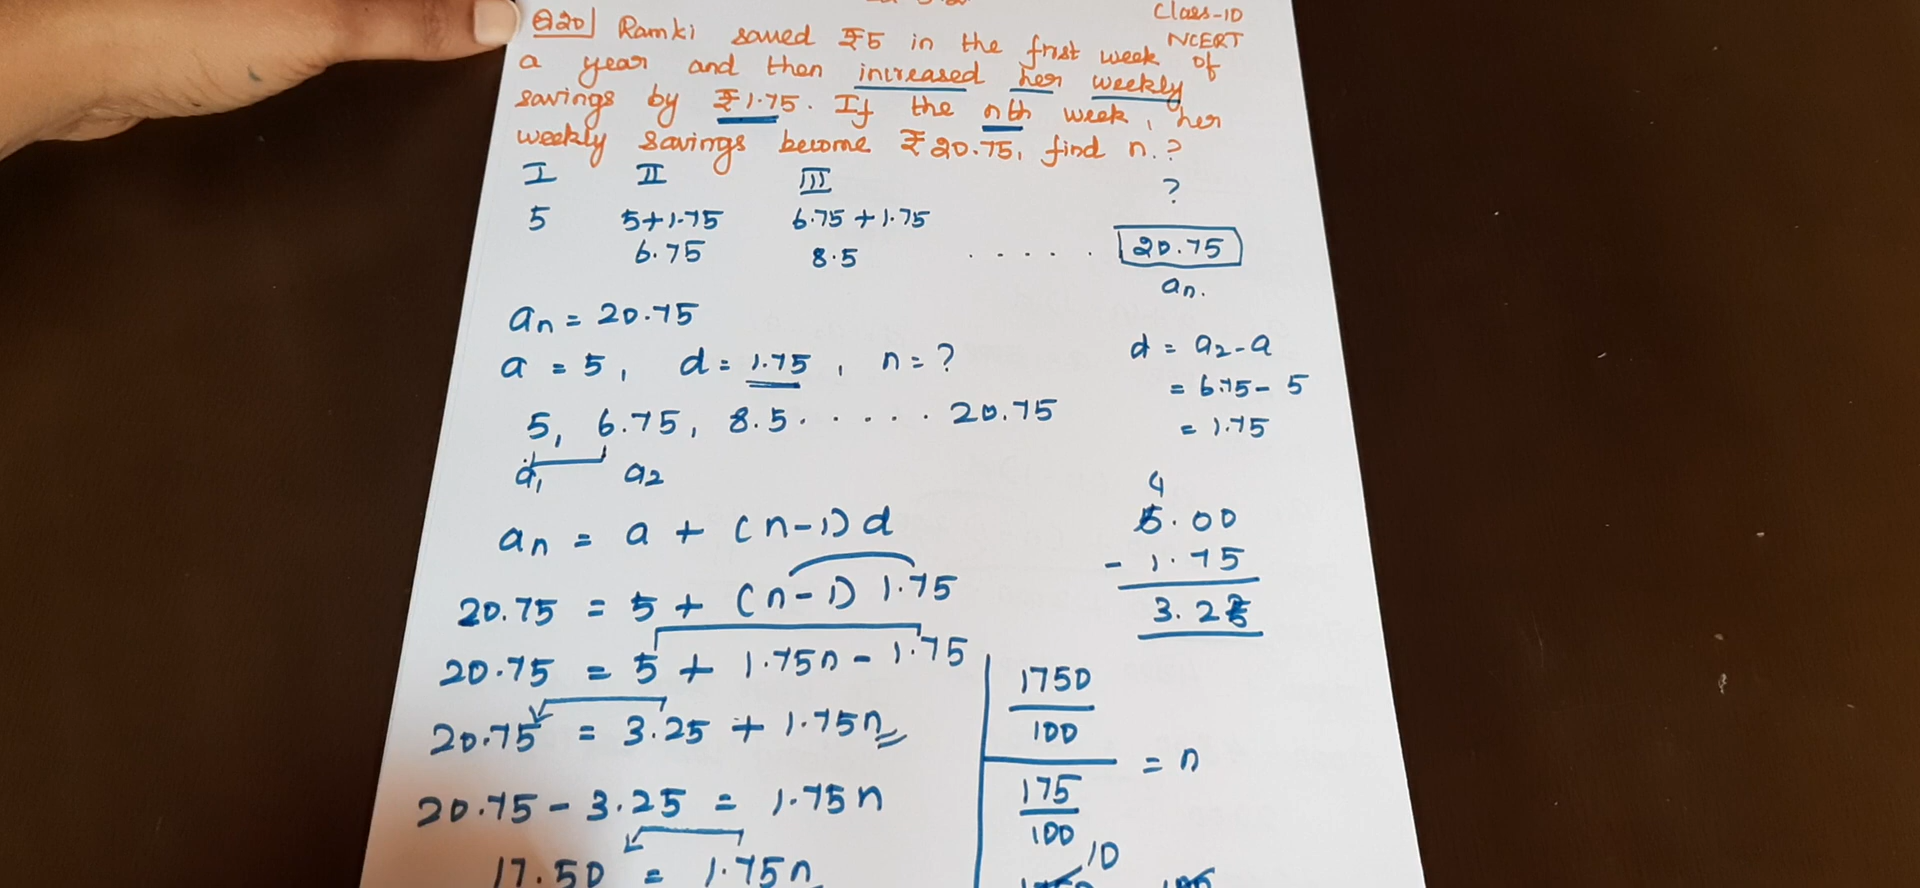 Class-10
NCERT
Q20| Ramki saved ₹5 in the frist week of
a year and then increased her weekly
savings by ₹1.75. If the nth week, her
weekly savings become ₹20.75, find n.?
I II III ?
5 5+1.75 6.75+1.75
6.75 8.5 ..... 20.75
an.
an = 20.75
a = 5, d = 1.75, n = ?
d = a2-a
= 6.75- 5
= 1.75
5, 6.75, 8.5. .... 20.75
a1 a2
an = a + (n-1)d
20.75 = 5 + (n-1) 1.75
20.75 = 5 + 1.75n - 1.75
20.75 = 3.25 + 1.75n
20.75 - 3.25 = 1.75n
17.50 = 1.75n
4
5.00
- 1.75
3.25
1750
100
= n
175
100
10